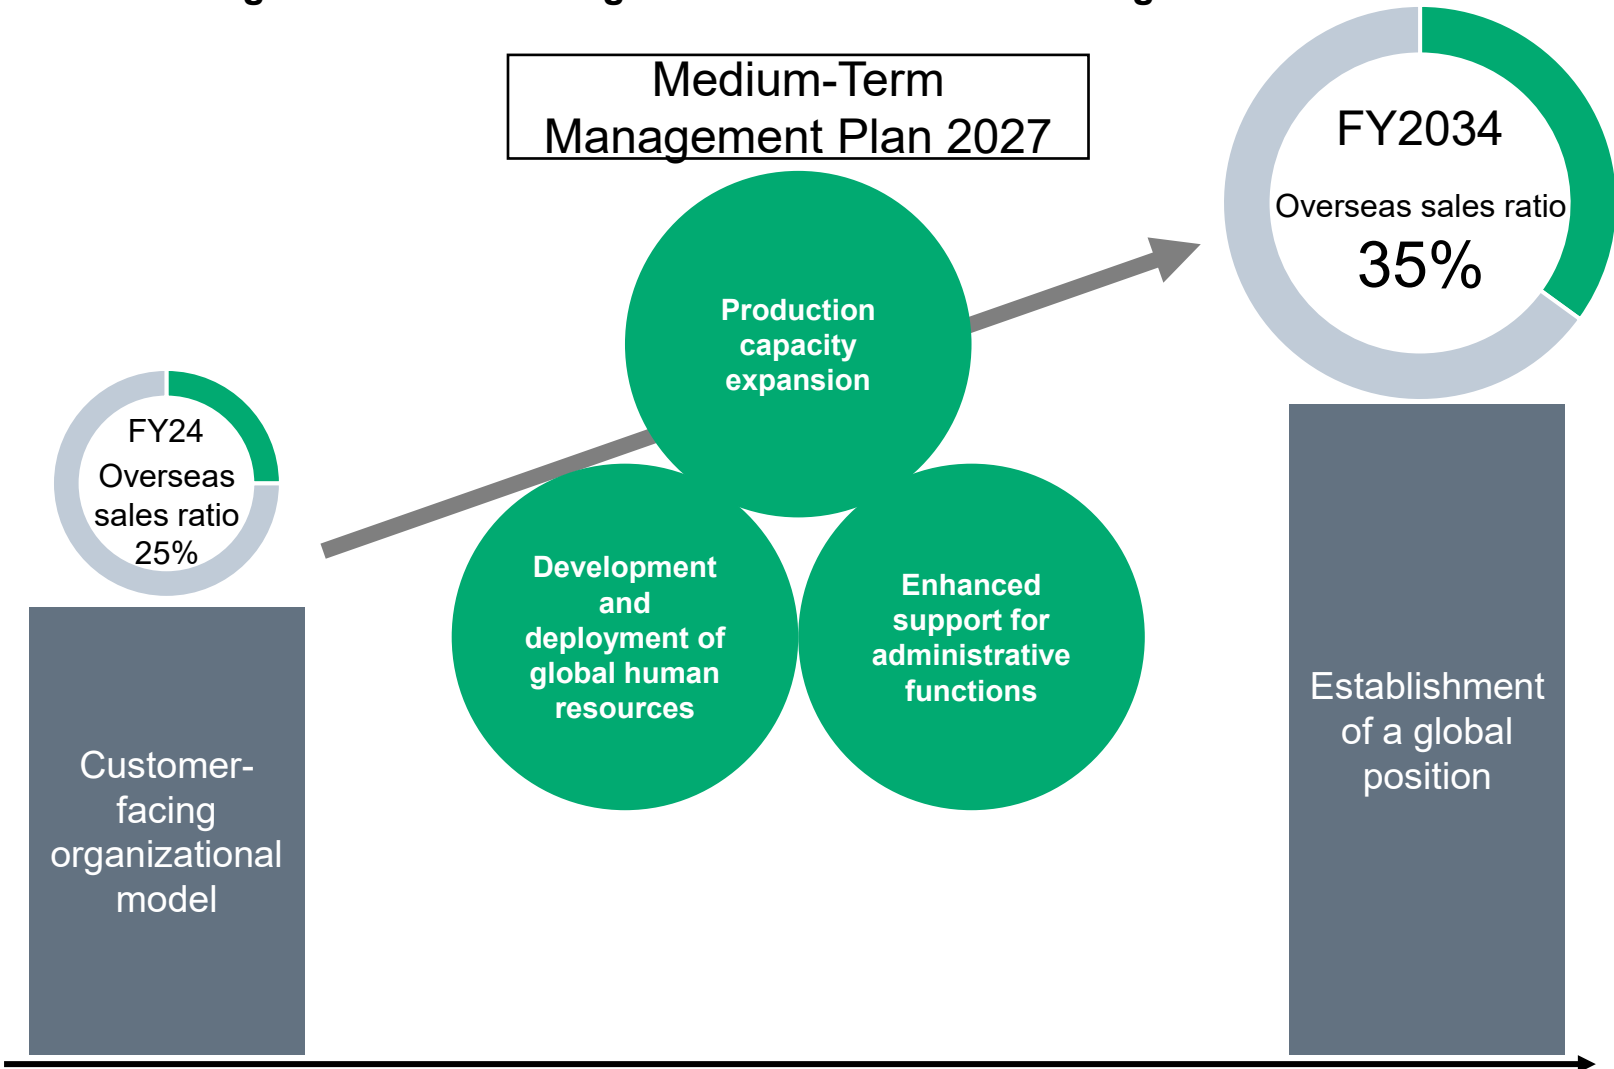 Medium-Term
Management Plan 2027
FY2034
Overseas sales ratio
35%
Production
capacity
expansion
FY24
Overseas
sales ratio
25%
Development
and
deployment of
global human
resources
Enhanced
support for
administrative
functions
Customer-
facing
organizational
model
Establishment
of a global
position